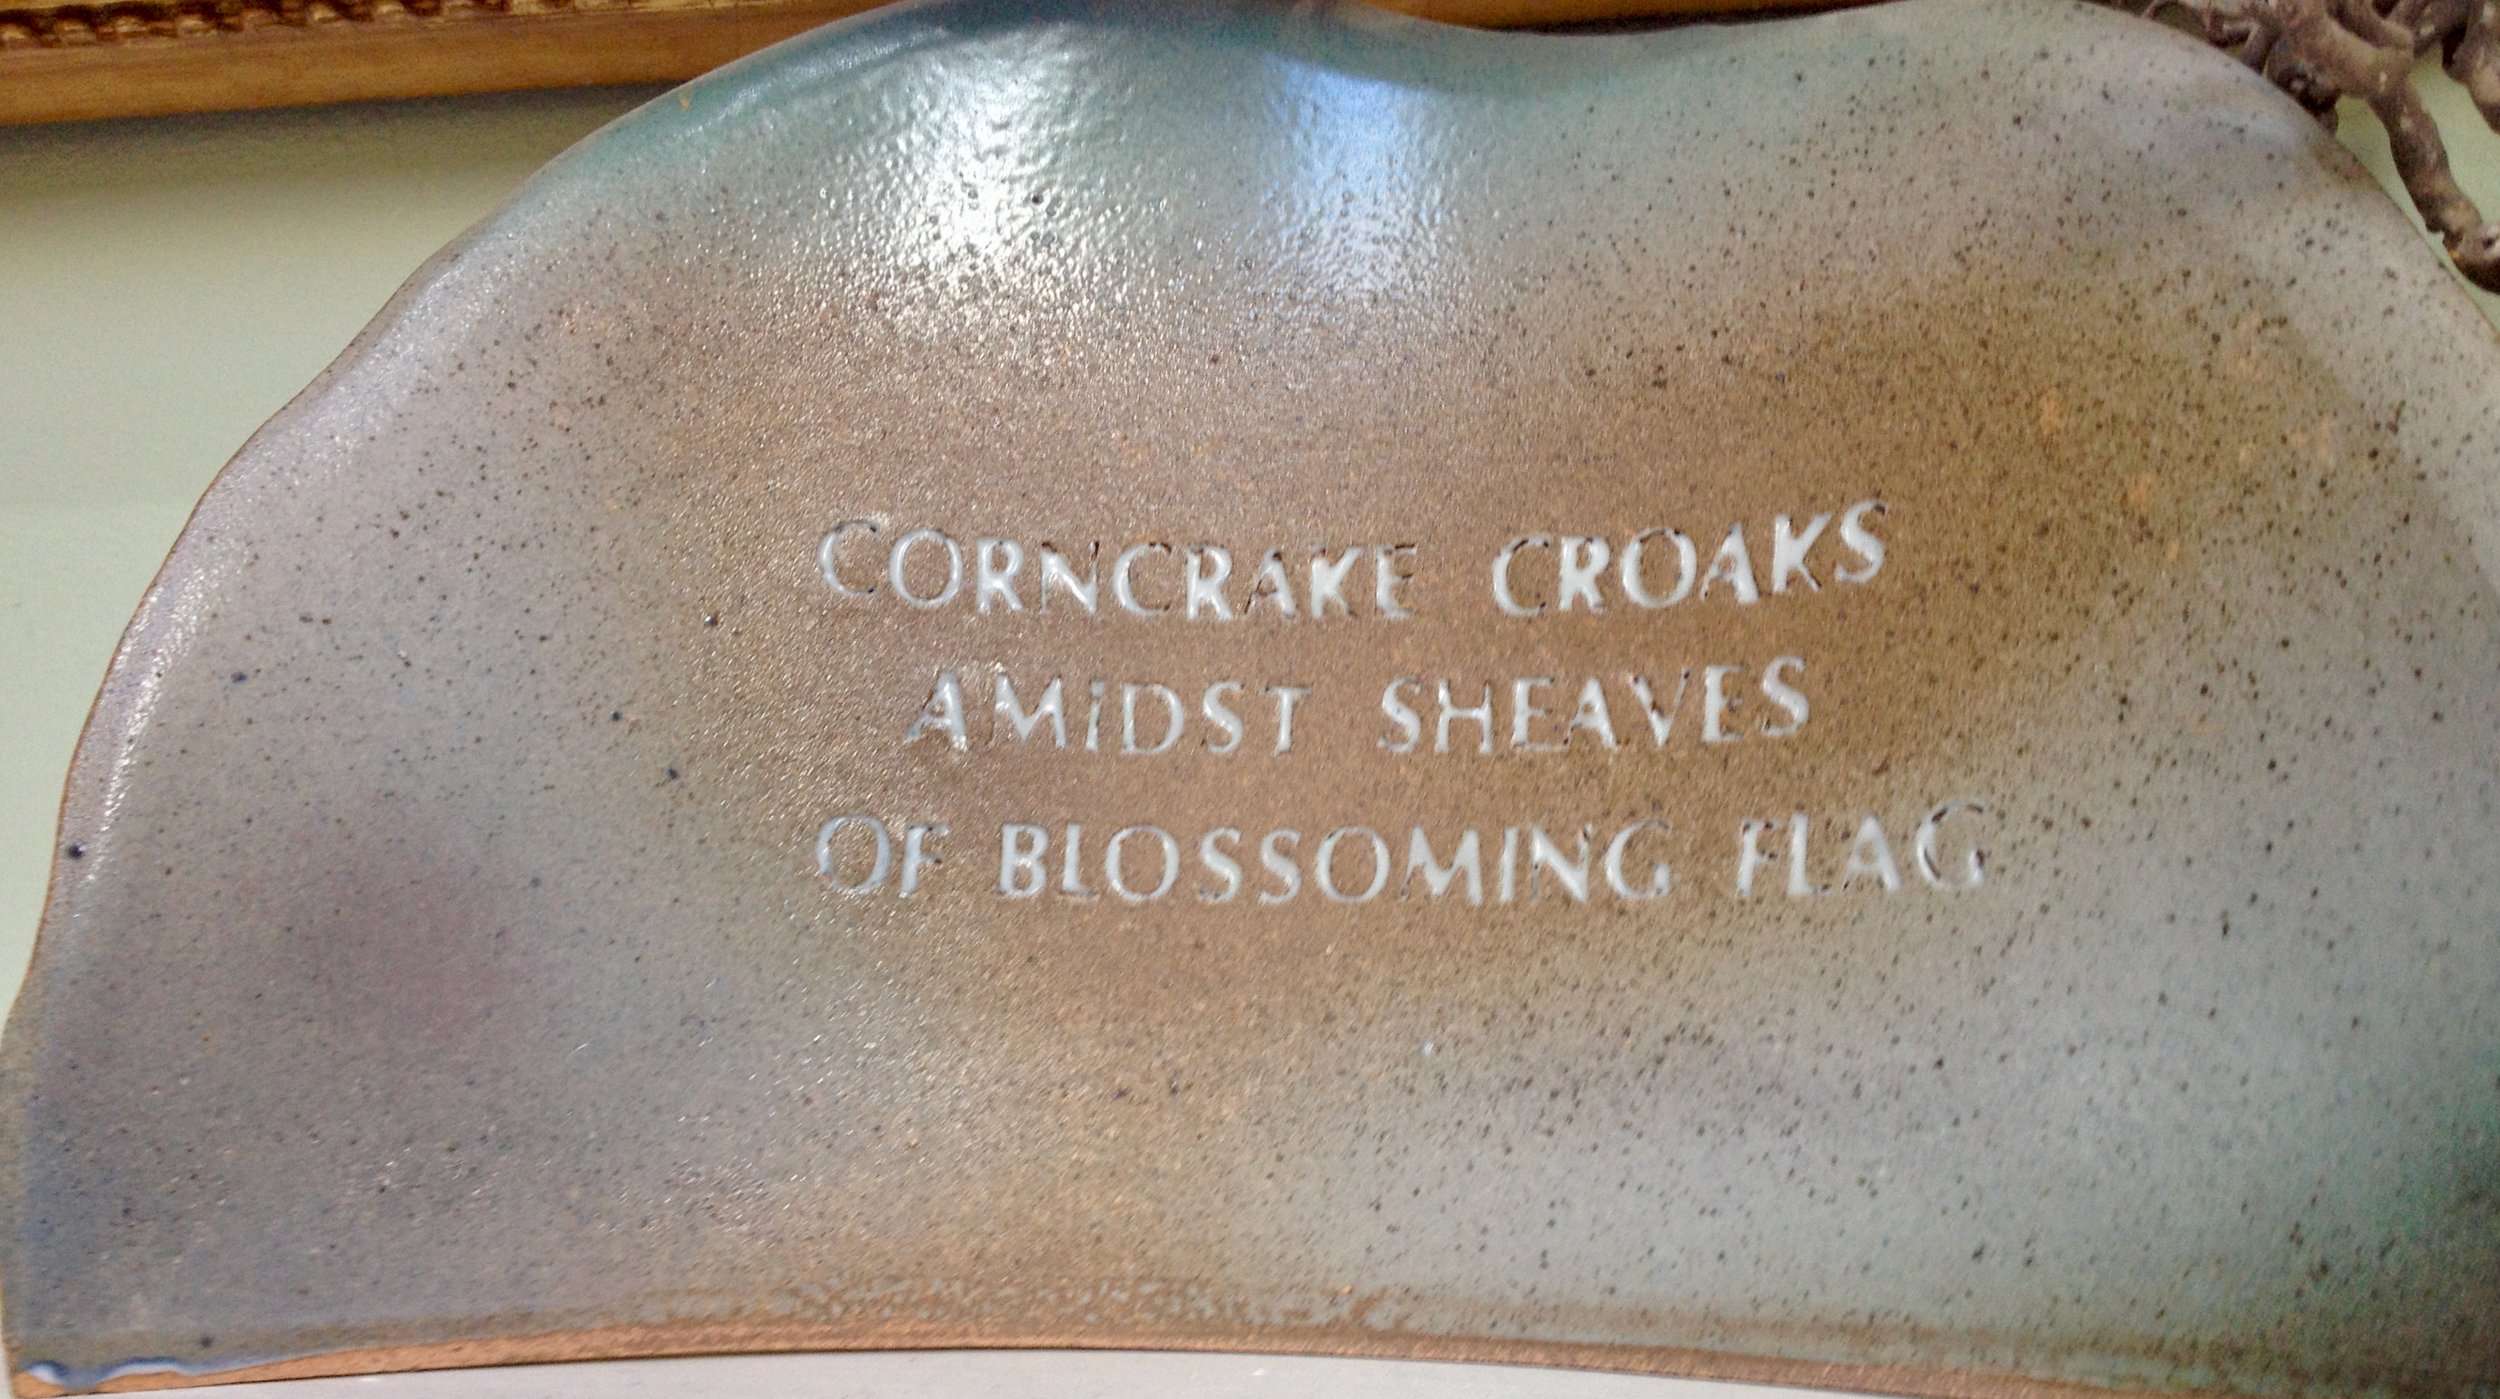 CORNCRAKE CROAKS
AMiDST SHEAVES
OF BLOSSOMING FLAG